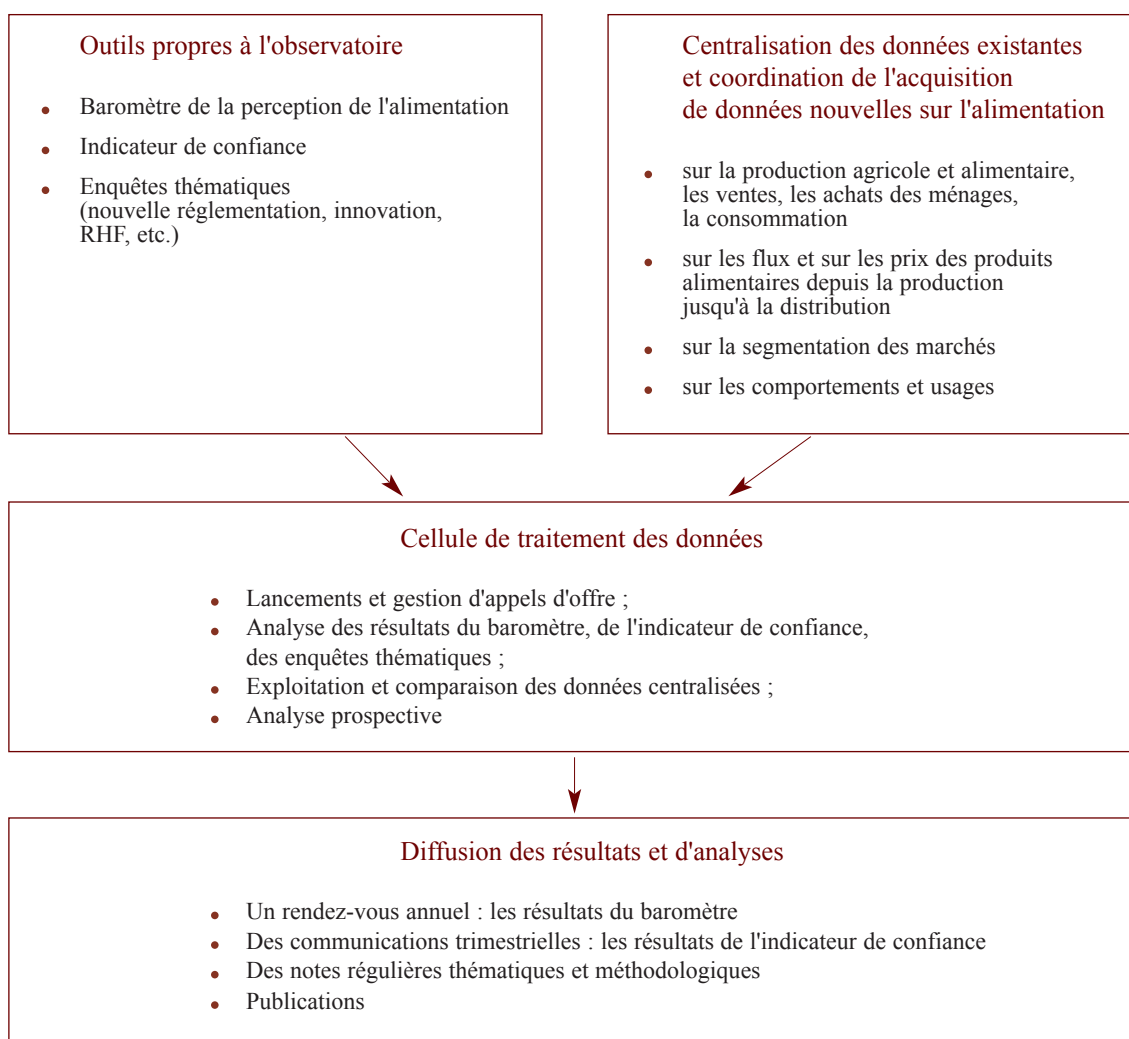 Outils propres à l'observatoire
• Baromètre de la perception de l'alimentation
• Indicateur de confiance
• Enquêtes thématiques
(nouvelle réglementation, innovation,
RHF, etc.)
Centralisation des données existantes
et coordination de l'acquisition
de données nouvelles sur l'alimentation
• sur la production agricole et alimentaire,
les ventes, les achats des ménages,
la consommation
• sur les flux et sur les prix des produits
alimentaires depuis la production
jusqu'à la distribution
• sur la segmentation des marchés
• sur les comportements et usages
Cellule de traitement des données
• Lancements et gestion d'appels d'offre ;
• Analyse des résultats du baromètre, de l'indicateur de confiance,
des enquêtes thématiques ;
• Exploitation et comparaison des données centralisées ;
• Analyse prospective
Diffusion des résultats et d'analyses
• Un rendez-vous annuel : les résultats du baromètre
• Des communications trimestrielles : les résultats de l'indicateur de confiance
• Des notes régulières thématiques et méthodologiques
• Publications